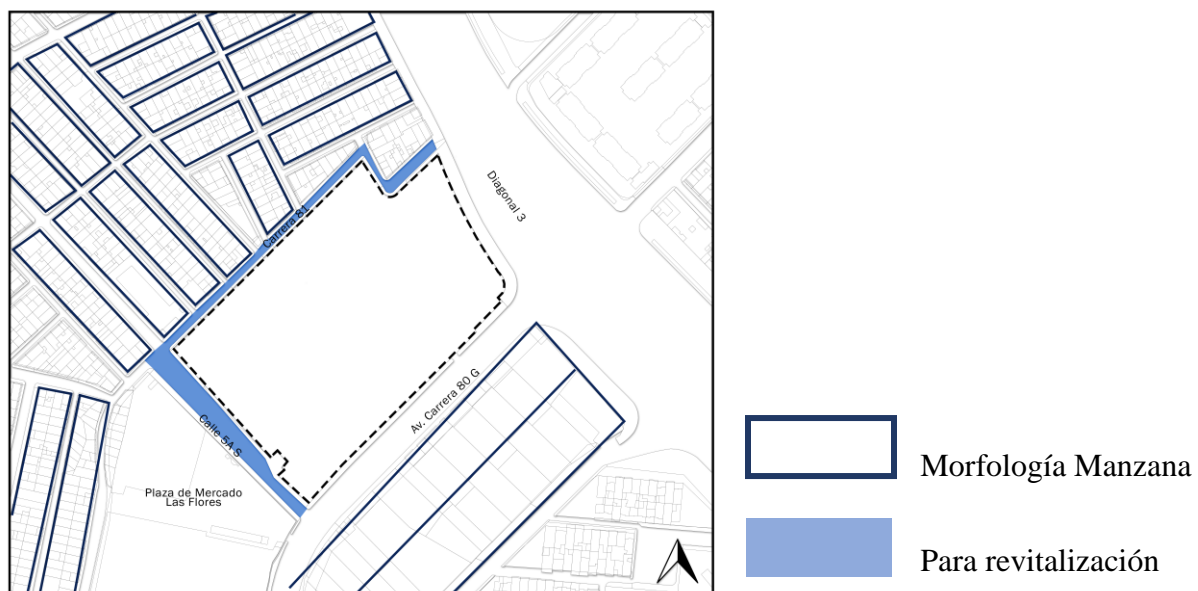 Diagonal 3
Carrera 81
Av. Carrera 80 G
Calle 5A S
Plaza de Mercado
Las Flores
Morfología Manzana
Para revitalización